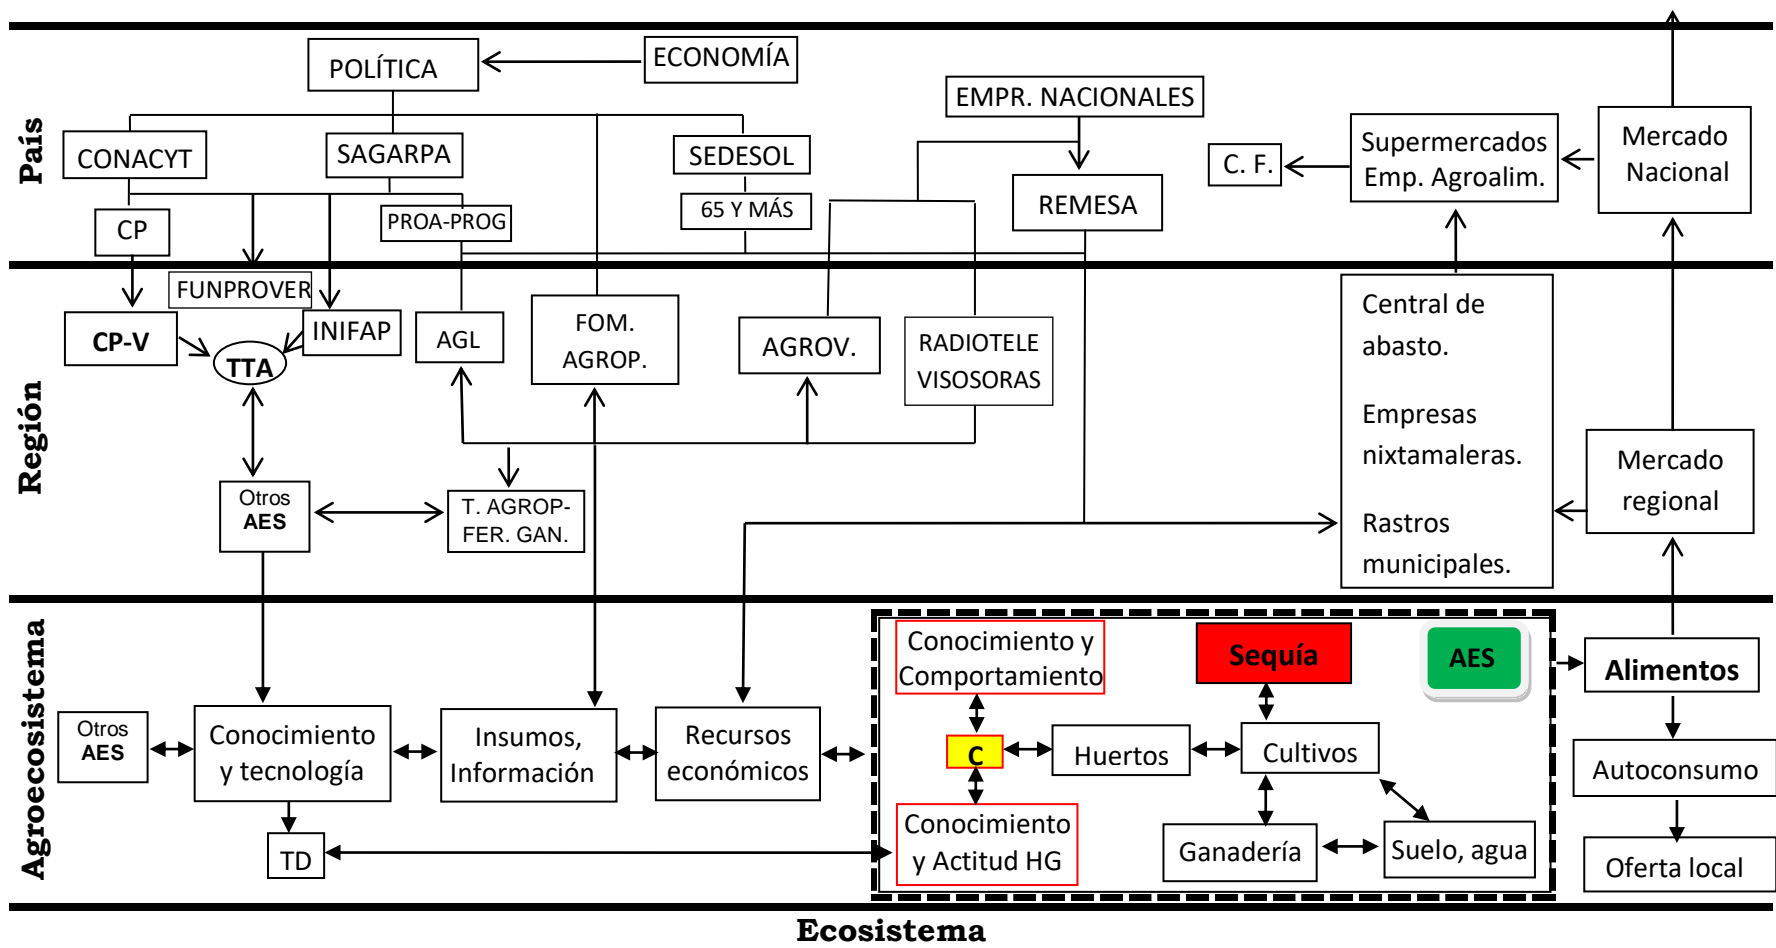 País
POLÍTICA
ECONOMÍA
EMPR. NACIONALES
CONACYT
SAGARPA
SEDESOL
C. F.
Supermercados
Emp. Agroalim.
Mercado
Nacional
CP
PROA-PROG
65 Y MÁS
REMESA
Región
FUNPROVER
CP-V
INIFAP
TTA
AGL
FOM.
AGROP.
AGROV.
RADIOTELE
VISOSORAS
Central de
abasto.
Empresas
nixtamaleras.
Rastros
municipales.
Mercado
regional
Otros
AES
T. AGROP-
FER. GAN.
Agroecosistema
Otros
AES
Conocimiento
y tecnología
Insumos,
Información
Recursos
económicos
TD
Conocimiento y
Comportamiento
Sequía
AES
C
Huertos
Cultivos
Conocimiento
y Actitud HG
Ganadería
Suelo, agua
Alimentos
Autoconsumo
Oferta local
Ecosistema